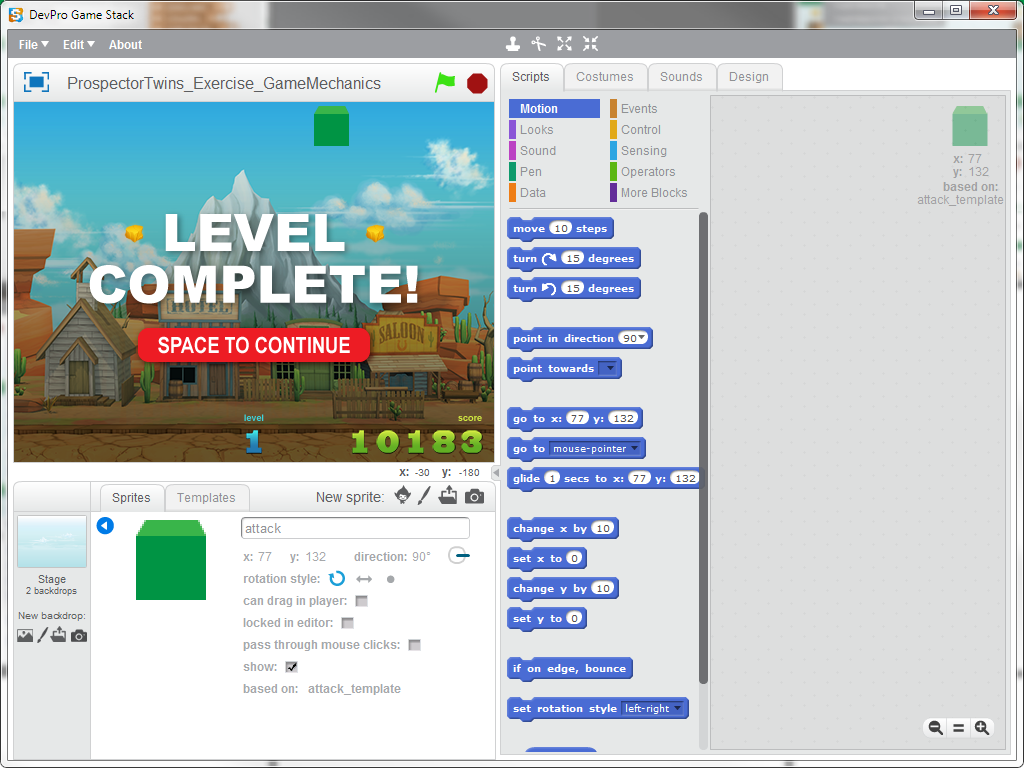 DevPro Game Stack
File Edit About
ProspectorTwins_Exercise_GameMechanics
LEVEL
COMPLETE!
HOTEL
SALOON
SPACE TO CONTINUE
level score
1 10183
x: -30 y: -180
Sprites Templates New sprite:
Stage
2 backdrops
New backdrop:
attack
x: 77 y: 132 direction: 90°
rotation style:
can drag in player:
locked in editor:
pass through mouse clicks:
show:
based on: attack_template
Scripts Costumes Sounds Design
Motion Events
Looks Control
Sound Sensing
Pen Operators
Data More Blocks
move 10 steps
turn 15 degrees
turn 15 degrees
point in direction 90
point towards
go to x: 77 y: 132
go to mouse-pointer
glide 1 secs to x: 77 y: 132
change x by 10
set x to 0
change y by 10
set y to 0
if on edge, bounce
set rotation style left-right
x: 77
y: 132
based on:
attack_template